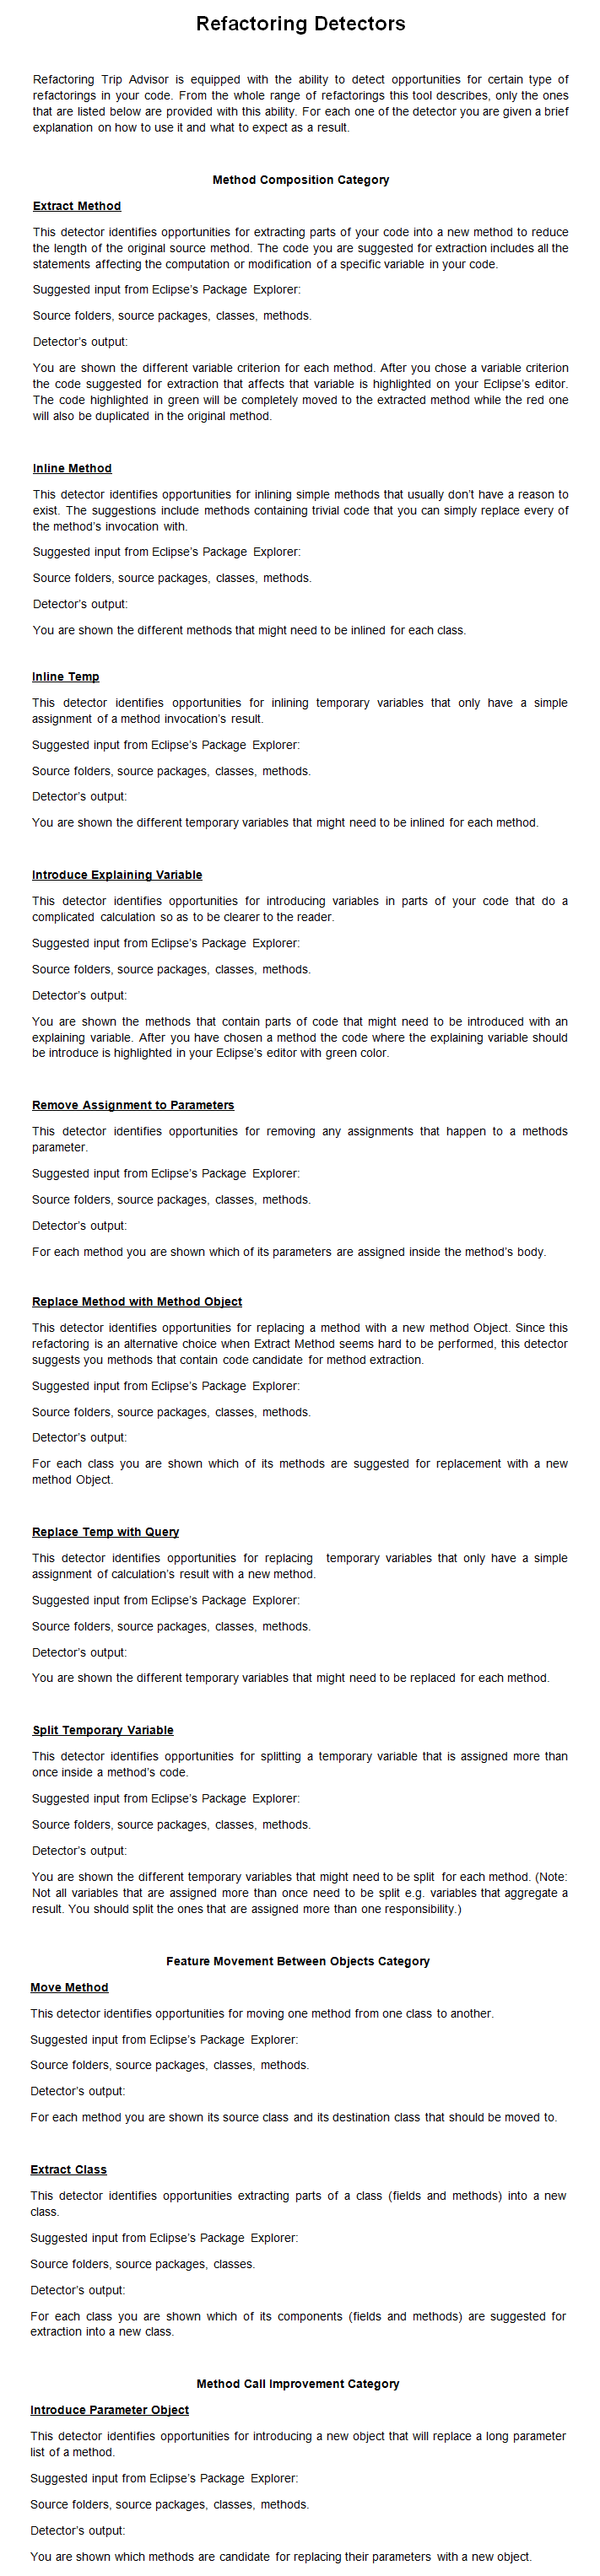 Refactoring Detectors
Refactoring Trip Advisor is equipped with the ability to detect opportunities for certain type of
refactorings in your code. From the whole range of refactorings this tool describes, only the ones
that are listed below are provided with this ability. For each one of the detector you are given a brief
explanation on how to use it and what to expect as a result.
Method Composition Category
Extract Method
This detector identifies opportunities for extracting parts of your code into a new method to reduce
the length of the original source method. The code you are suggested for extraction includes all the
statements affecting the computation or modification of a specific variable in your code.
Suggested input from Eclipse's Package Explorer:
Source folders, source packages, classes, methods.
Detector's output:
You are shown the different variable criterion for each method. After you chose a variable criterion
the code suggested for extraction that affects that variable is highlighted on your Eclipse's editor.
The code highlighted in green will be completely moved to the extracted method while the red one
will also be duplicated in the original method.
Inline Method
This detector identifies opportunities for inlining simple methods that usually don't have a reason to
exist. The suggestions include methods containing trivial code that you can simply replace every of
the method's invocation with.
Suggested input from Eclipse's Package Explorer:
Source folders, source packages, classes, methods.
Detector's output:
You are shown the different methods that might need to be inlined for each class.
Inline Temp
This detector identifies opportunities for inlining temporary variables that only have a simple
assignment of a method invocation's result.
Suggested input from Eclipse's Package Explorer:
Source folders, source packages, classes, methods.
Detector's output:
You are shown the different temporary variables that might need to be inlined for each method.
Introduce Explaining Variable
This detector identifies opportunities for introducing variables in parts of your code that do a
complicated calculation so as to be clearer to the reader.
Suggested input from Eclipse's Package Explorer:
Source folders, source packages, classes, methods.
Detector's output:
You are shown the methods that contain parts of code that might need to be introduced with an
explaining variable. After you have chosen a method the code where the explaining variable should
be introduce is highlighted in your Eclipse's editor with green color.
Remove Assignment to Parameters
This detector identifies opportunities for removing any assignments that happen to a methods
parameter.
Suggested input from Eclipse's Package Explorer:
Source folders, source packages, classes, methods.
Detector's output:
For each method you are shown which of its parameters are assigned inside the method's body.
Replace Method with Method Object
This detector identifies opportunities for replacing a method with a new method Object. Since this
refactoring is an alternative choice when Extract Method seems hard to be performed, this detector
suggests you methods that contain code candidate for method extraction.
Suggested input from Eclipse's Package Explorer:
Source folders, source packages, classes, methods.
Detector's output:
For each class you are shown which of its methods are suggested for replacement with a new
method Object.
Replace Temp with Query
This detector identifies opportunities for replacing temporary variables that only have a simple
assignment of calculation's result with a new method.
Suggested input from Eclipse's Package Explorer:
Source folders, source packages, classes, methods.
Detector's output:
You are shown the different temporary variables that might need to be replaced for each method.
Split Temporary Variable
This detector identifies opportunities for splitting a temporary variable that is assigned more than
once inside a method's code.
Suggested input from Eclipse's Package Explorer:
Source folders, source packages, classes, methods.
Detector's output:
You are shown the different temporary variables that might need to be split for each method. (Note:
Not all variables that are assigned more than once need to be split e.g. variables that aggregate a
result. You should split the ones that are assigned more than one responsibility.)
Feature Movement Between Objects Category
Move Method
This detector identifies opportunities for moving one method from one class to another.
Suggested input from Eclipse's Package Explorer:
Source folders, source packages, classes, methods.
Detector's output:
For each method you are shown its source class and its destination class that should be moved to.
Extract Class
This detector identifies opportunities extracting parts of a class (fields and methods) into a new
class.
Suggested input from Eclipse's Package Explorer:
Source folders, source packages, classes.
Detector's output:
For each class you are shown which of its components (fields and methods) are suggested for
extraction into a new class.
Method Call Improvement Category
Introduce Parameter Object
This detector identifies opportunities for introducing a new object that will replace a long parameter
list of a method.
Suggested input from Eclipse's Package Explorer:
Source folders, source packages, classes, methods.
Detector's output:
You are shown which methods are candidate for replacing their parameters with a new object.